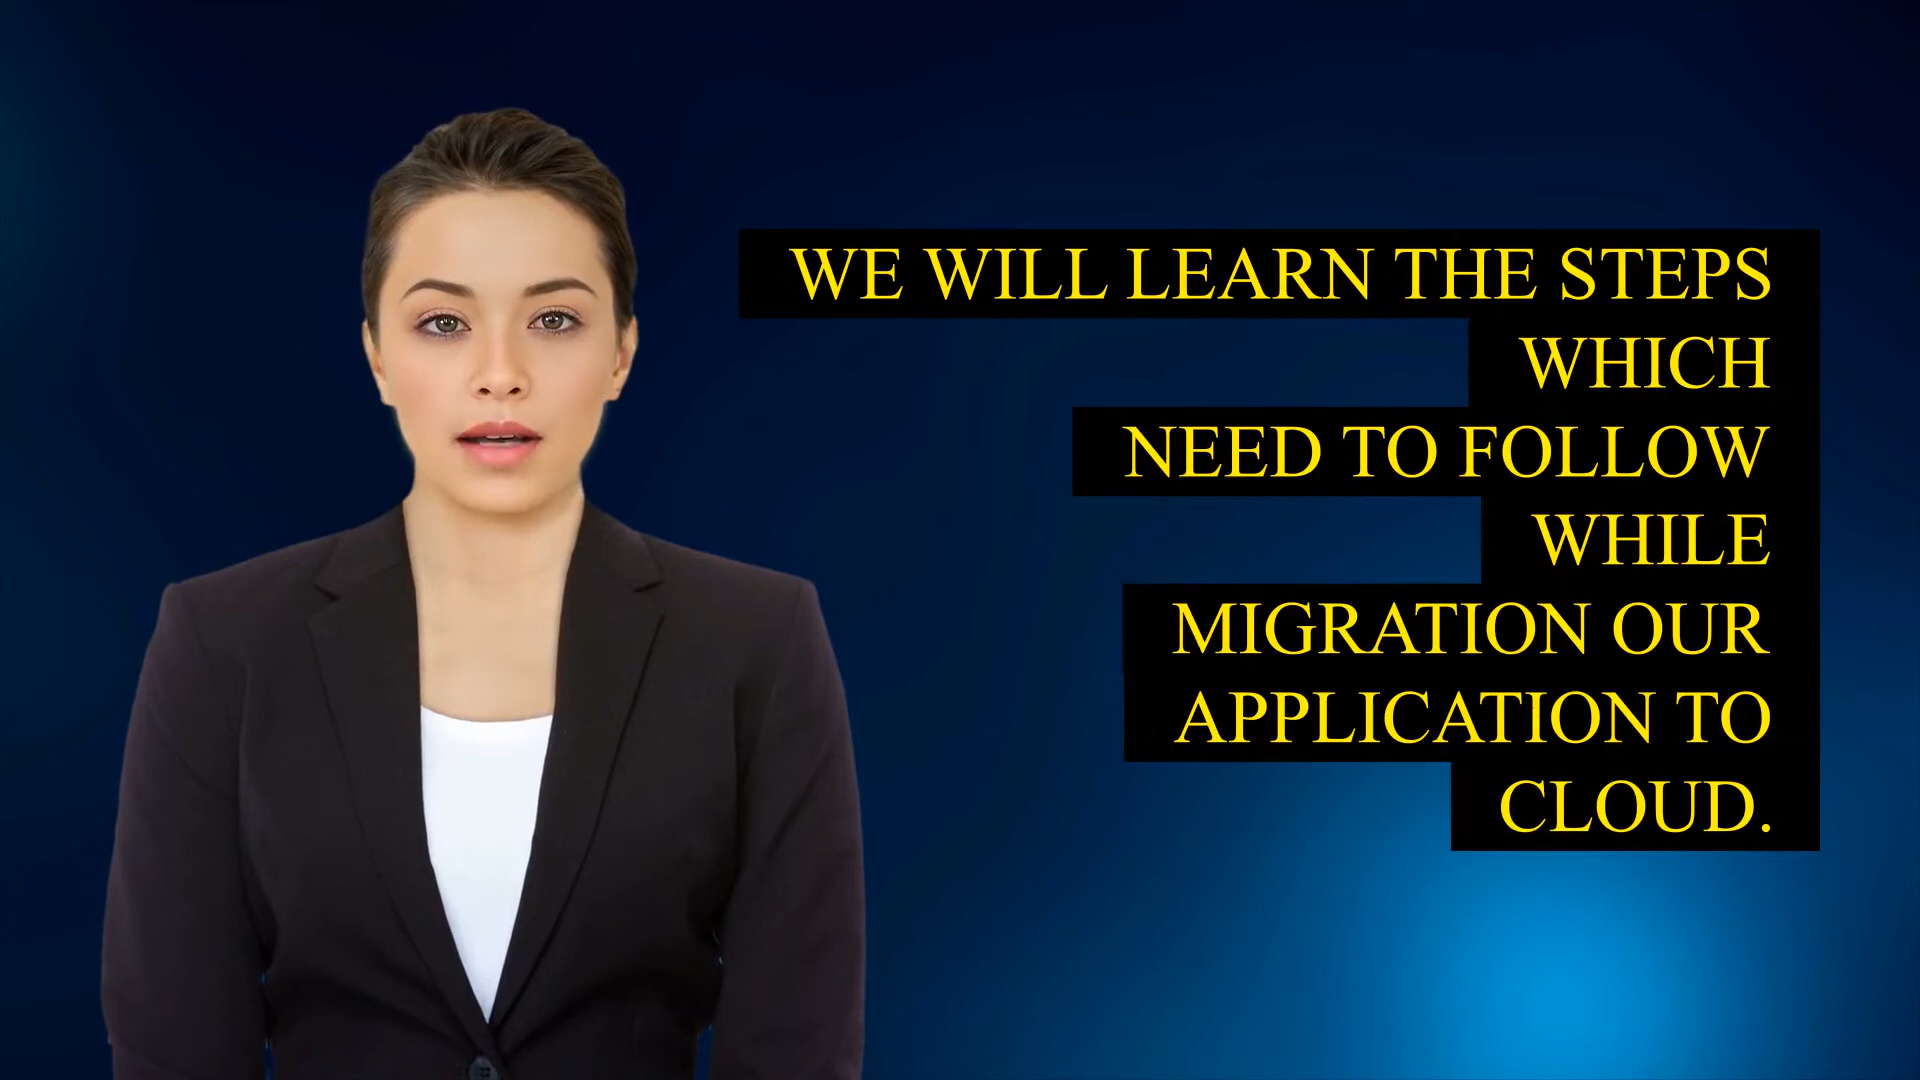 WE WILL LEARN THE STEPS
WHICH
NEED TO FOLLOW
WHILE
MIGRATION OUR
APPLICATION TO
CLOUD.